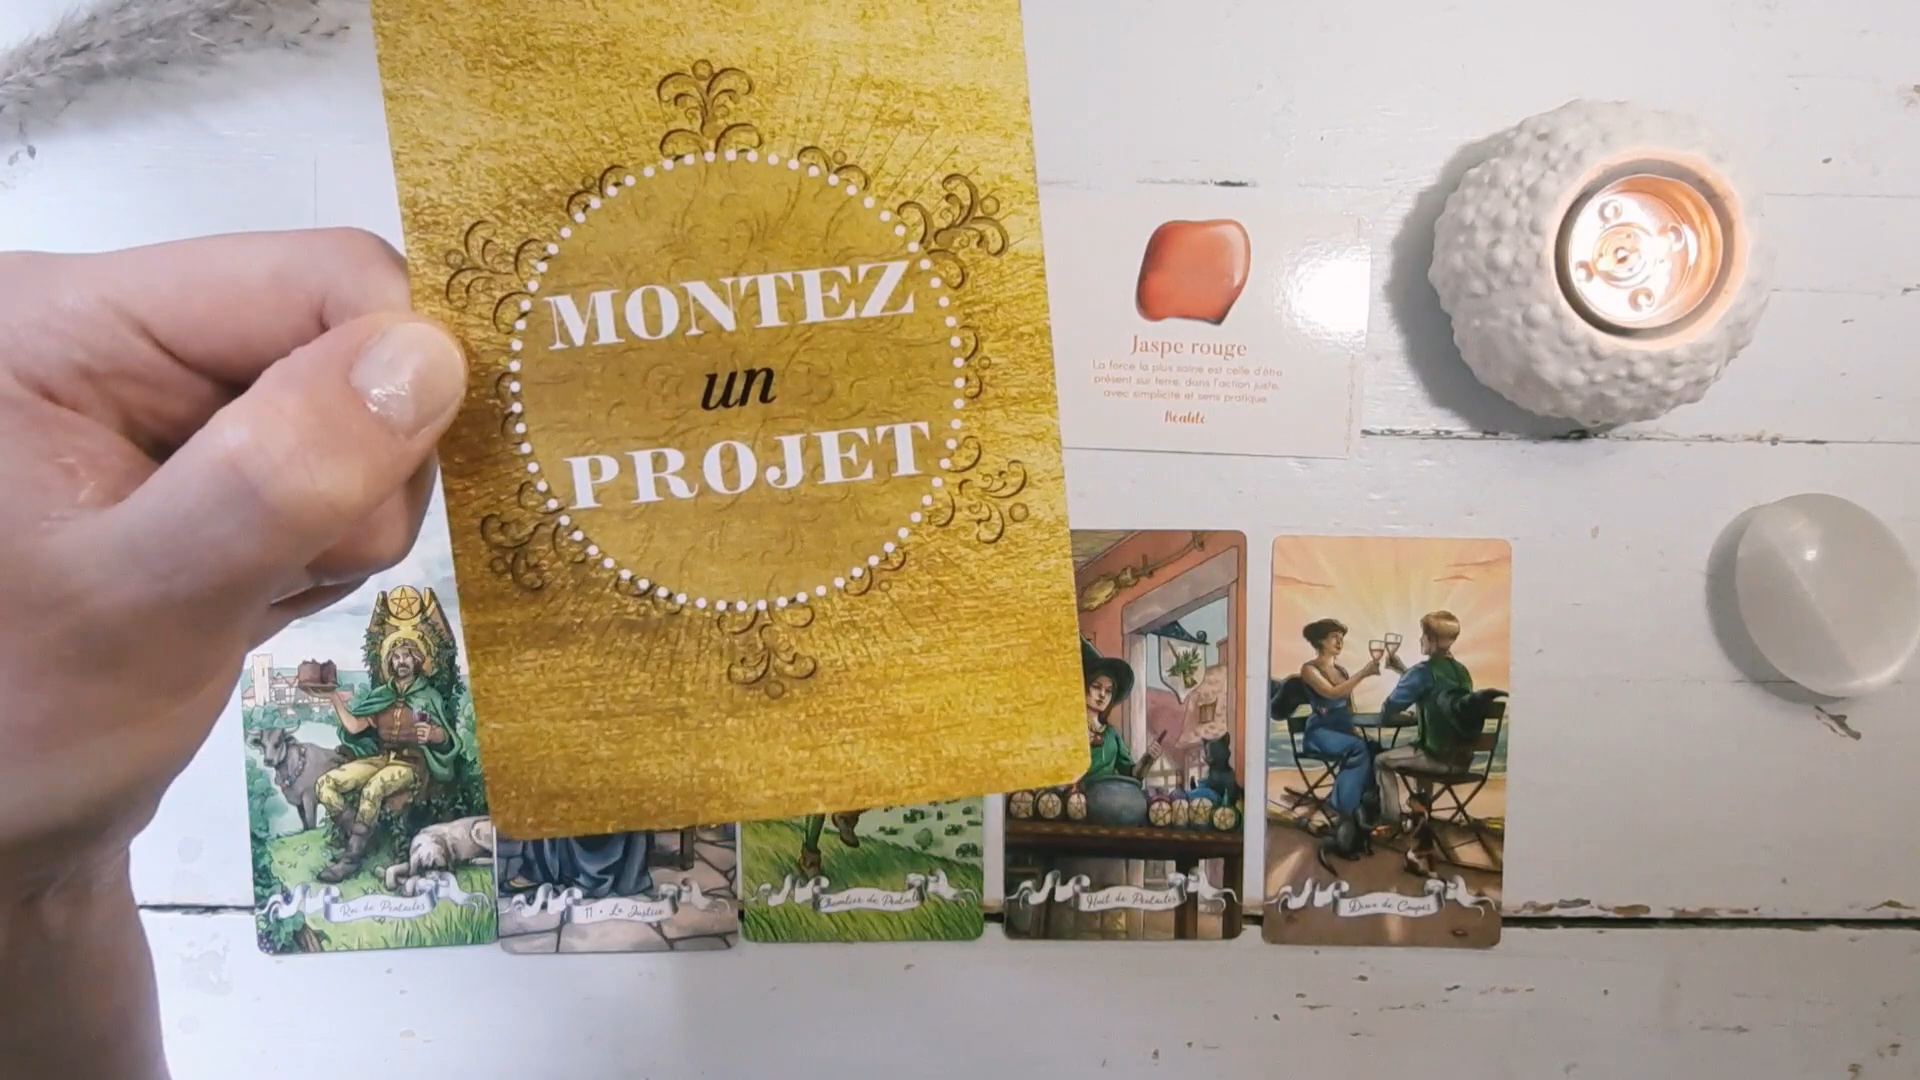 MONTEZ
un
PROJET
Jaspe rouge
La force la plus saine est celle d'être
présent sur terre, dans l'action juste,
avec simplicité et sens pratique.
Réalité
Roi de Pentacles
11 • La Justice
Chevalier de Pentacles
Huit de Pentacles
Deux de Coupes